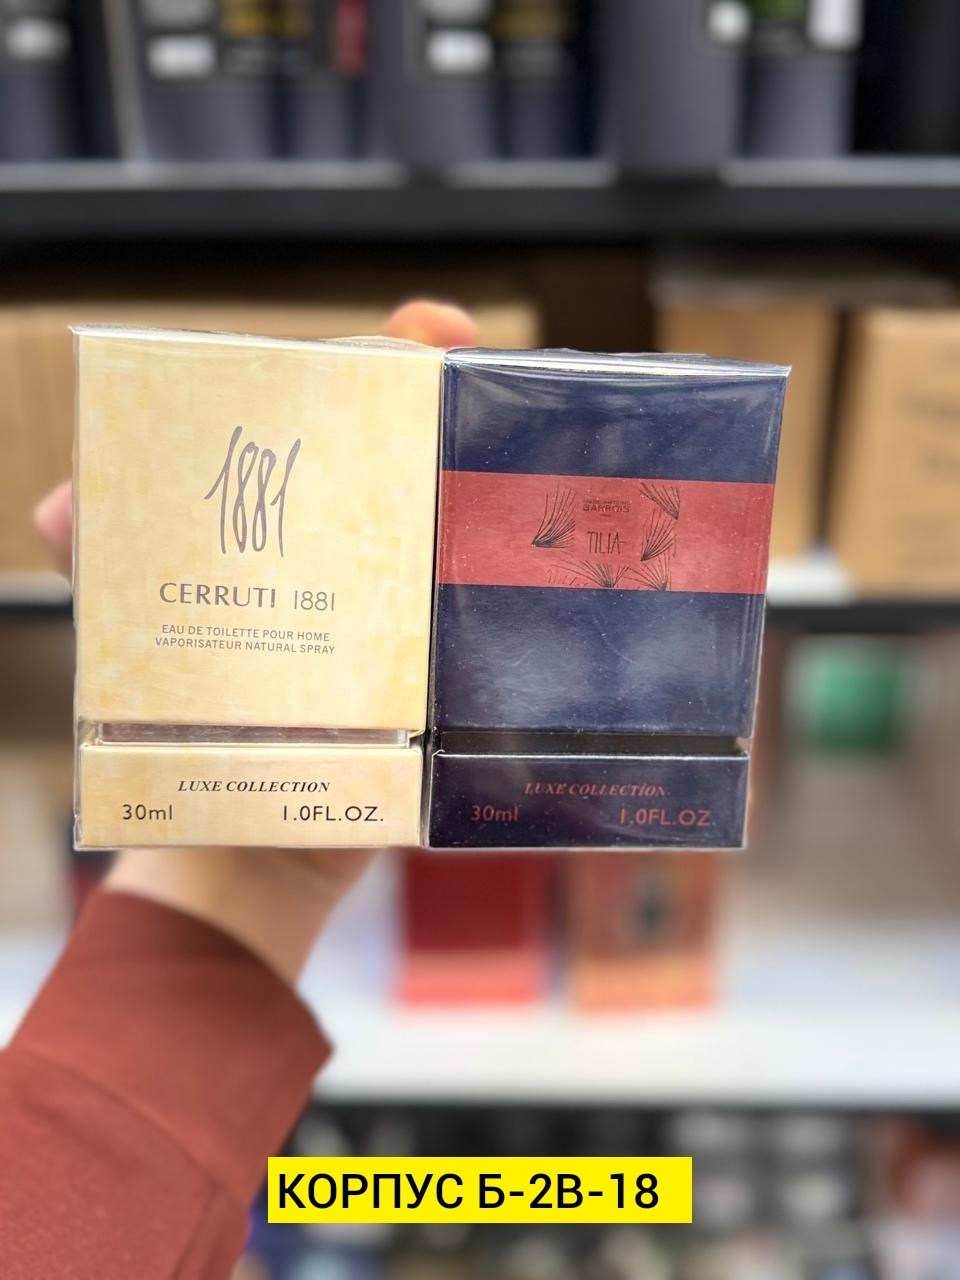 1881
CERRUTI 1881
EAU DE TOILETTE POUR HOME
VAPORISATEUR NATURAL SPRAY
LUXE COLLECTION
30ml 1.0FL.OZ.
BARROIS
TILIA
LUXE COLLECTION
30ml 1.0FL.OZ.
КОРПУС Б-2В-18